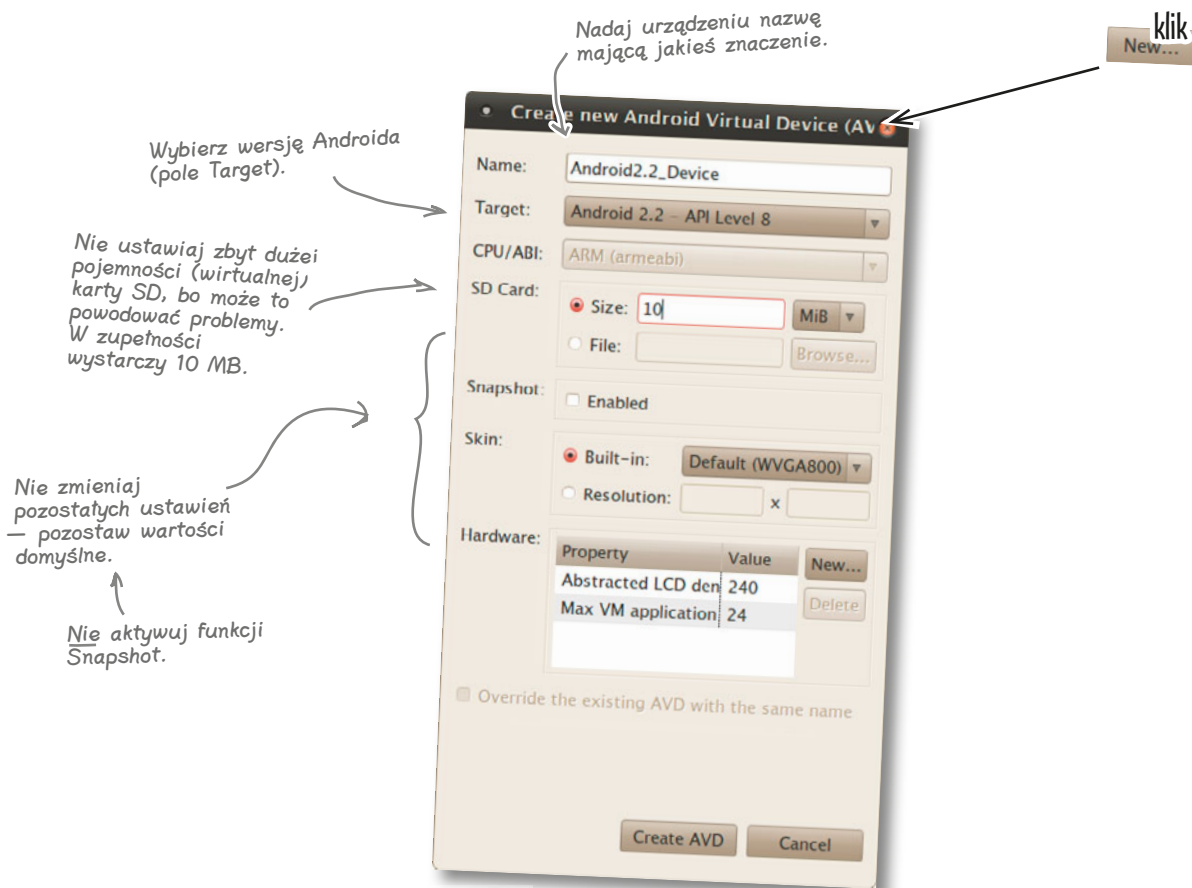 Nadaj urządzeniu nazwę
mającą jakieś znaczenie.
klik
New...
Wybierz wersję Androida
(pole Target).
Nie ustawiaj zbyt dużej
pojemności (wirtualnej)
karty SD, bo może to
powodować problemy.
W zupełności
wystarczy 10 MB.
Nie zmieniaj
pozostałych ustawień
— pozostaw wartości
domyślne.
Nie aktywuj funkcji
Snapshot.
Create new Android Virtual Device (AV
Name: Android2.2_Device
Target: Android 2.2 – API Level 8
CPU/ABI: ARM (armeabi)
SD Card:
Size: 10 MiB
File: Browse...
Snapshot:
Enabled
Skin:
Built-in: Default (WVGA800)
Resolution: x
Hardware:
Property Value New...
Abstracted LCD den 240 Delete
Max VM application 24
Override the existing AVD with the same name
Create AVD Cancel